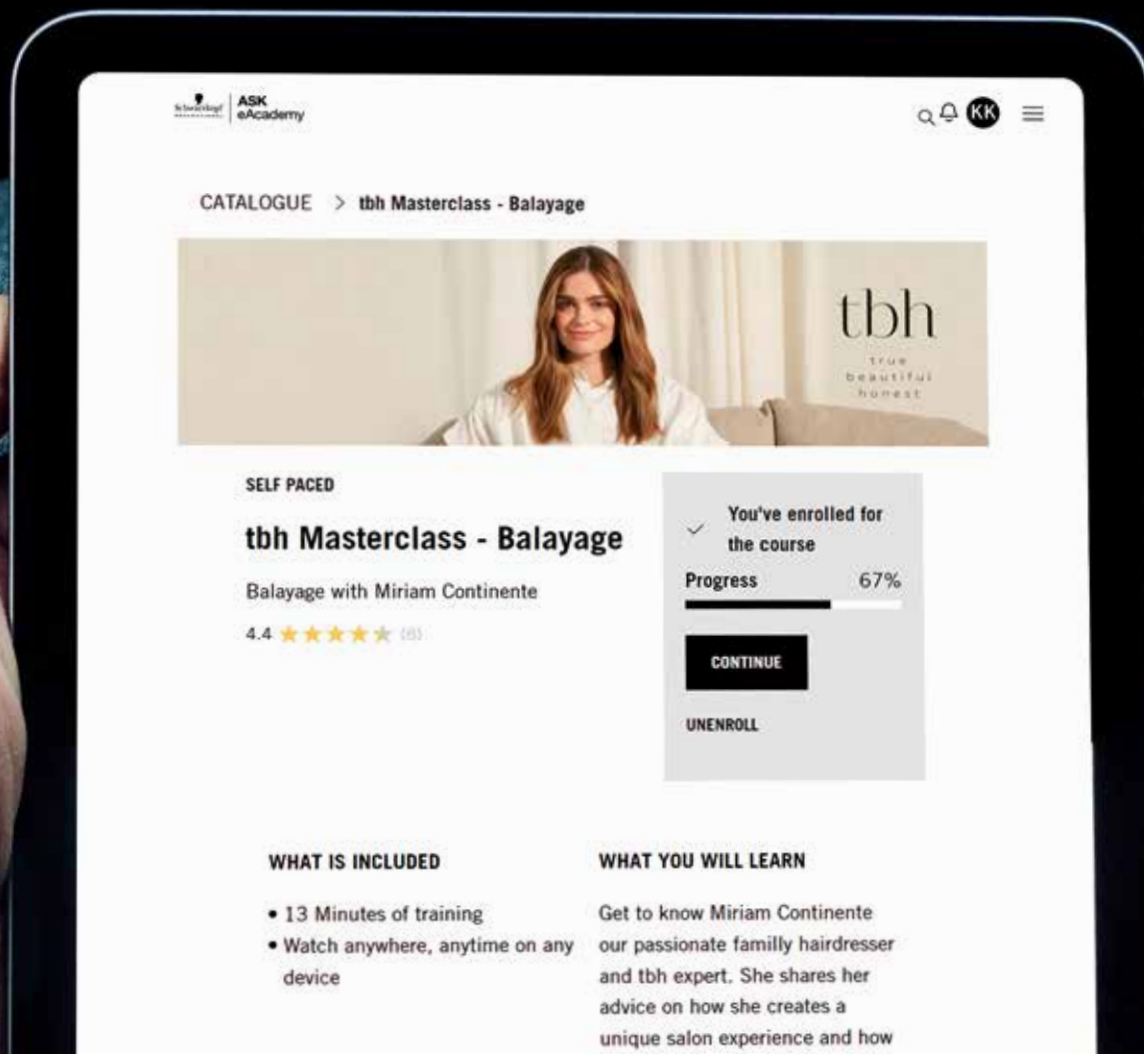 Schwarzkopf
ASK
eAcademy
KK
CATALOGUE > tbh Masterclass - Balayage
tbh
true
beautiful
honest
SELF PACED
tbh Masterclass - Balayage
Balayage with Miriam Continente
4.4 (6)
You've enrolled for
the course
Progress 67%
CONTINUE
UNENROLL
WHAT IS INCLUDED
• 13 Minutes of training
• Watch anywhere, anytime on any
device
WHAT YOU WILL LEARN
Get to know Miriam Continente
our passionate familly hairdresser
and tbh expert. She shares her
advice on how she creates a
unique salon experience and how